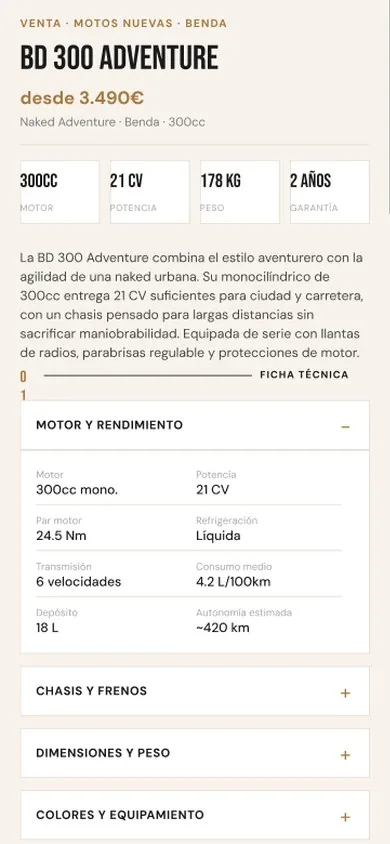 VENTA · MOTOS NUEVAS · BENDA
BD 300 ADVENTURE
desde 3.490€
Naked Adventure · Benda · 300cc
300CC
MOTOR
21 CV
POTENCIA
178 KG
PESO
2 AÑOS
GARANTÍA
La BD 300 Adventure combina el estilo aventurero con la
agilidad de una naked urbana. Su monocilíndrico de
300cc entrega 21 CV suficientes para ciudad y carretera,
con un chasis pensado para largas distancias sin
sacrificar maniobrabilidad. Equipada de serie con llantas
de radios, parabrisas regulable y protecciones de motor.
0
1
FICHA TÉCNICA
MOTOR Y RENDIMIENTO −
Motor
300cc mono.
Potencia
21 CV
Par motor
24.5 Nm
Refrigeración
Líquida
Transmisión
6 velocidades
Consumo medio
4.2 L/100km
Depósito
18 L
Autonomía estimada
~420 km
CHASIS Y FRENOS +
DIMENSIONES Y PESO +
COLORES Y EQUIPAMIENTO +